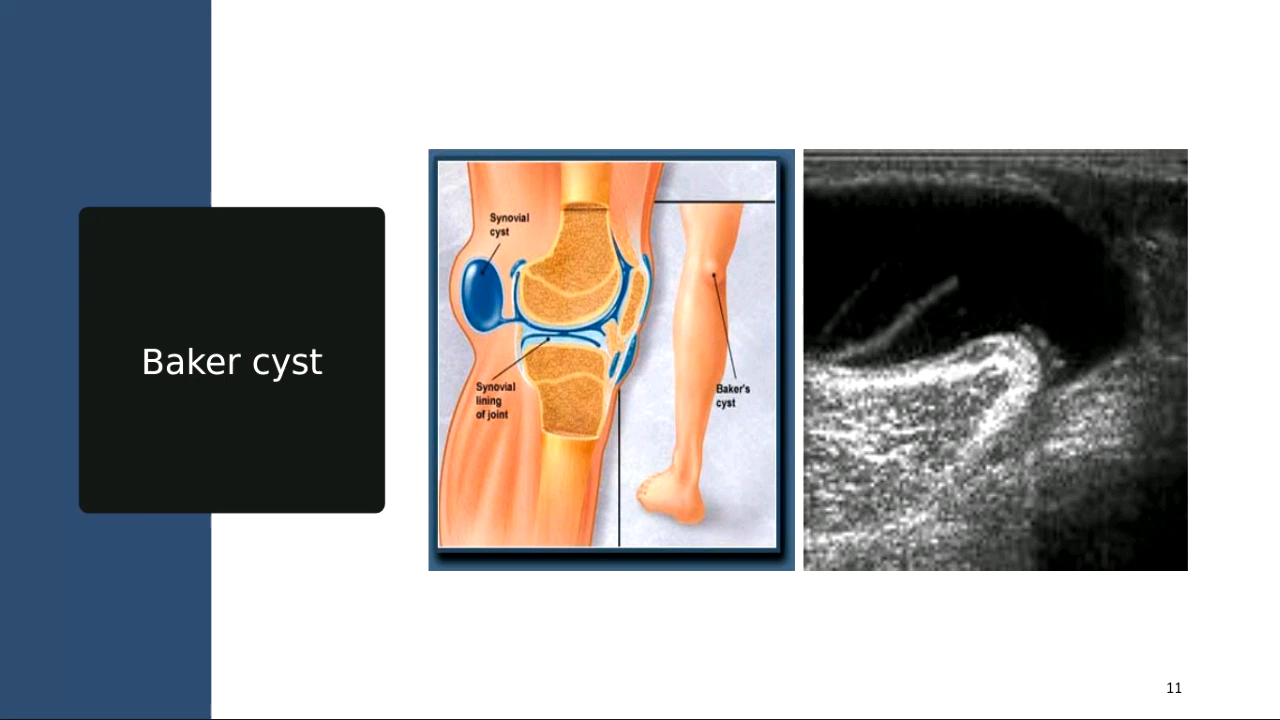 Baker cyst
Synovial
cyst
Synovial
lining
of joint
Baker's
cyst
11